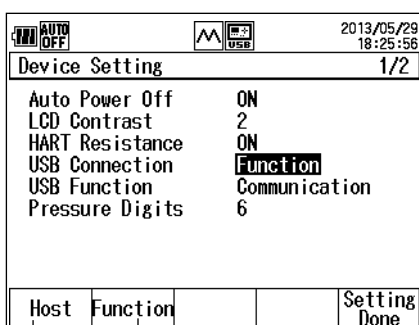 AUTO OFF
USB
2013/05/29
18:25:56
Device Setting 1/2
Auto Power Off ON
LCD Contrast 2
HART Resistance ON
USB Connection Function
USB Function Communication
Pressure Digits 6
Host Function Setting Done